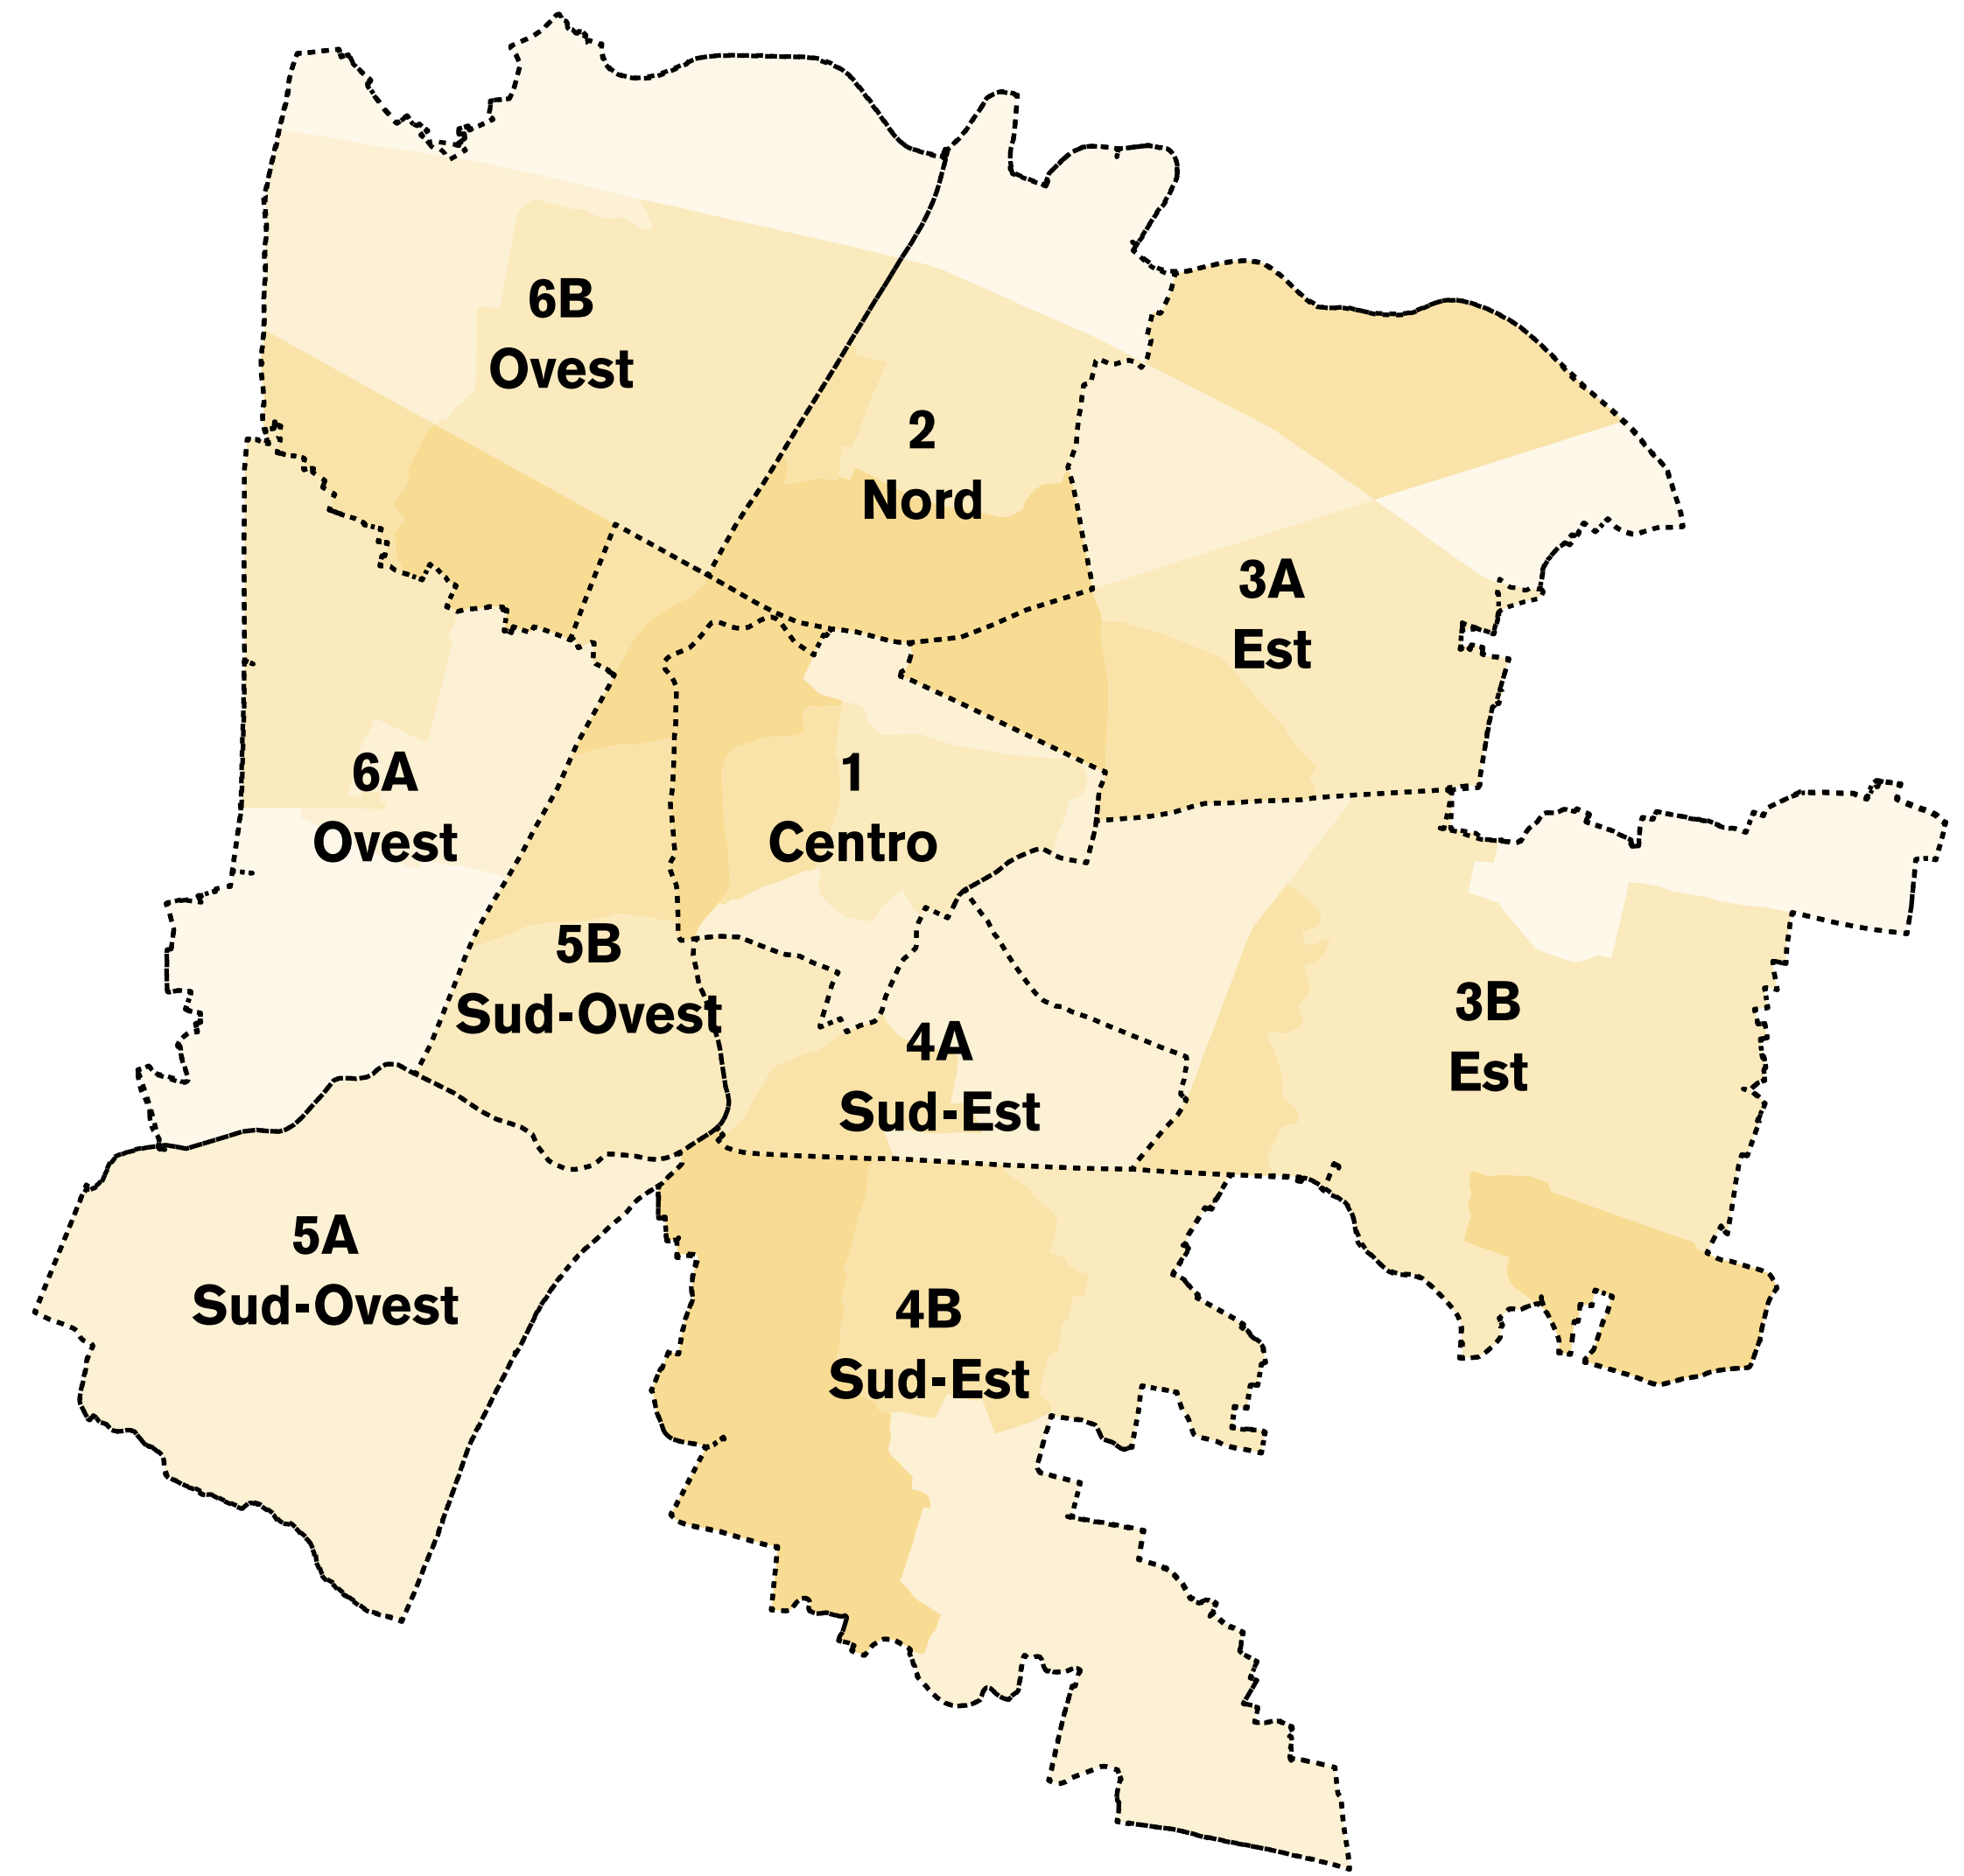 6B
Ovest
2
Nord
3A
Est
6A
Ovest
1
Centro
5B
Sud-Ovest
4A
Sud-Est
3B
Est
5A
Sud-Ovest
4B
Sud-Est